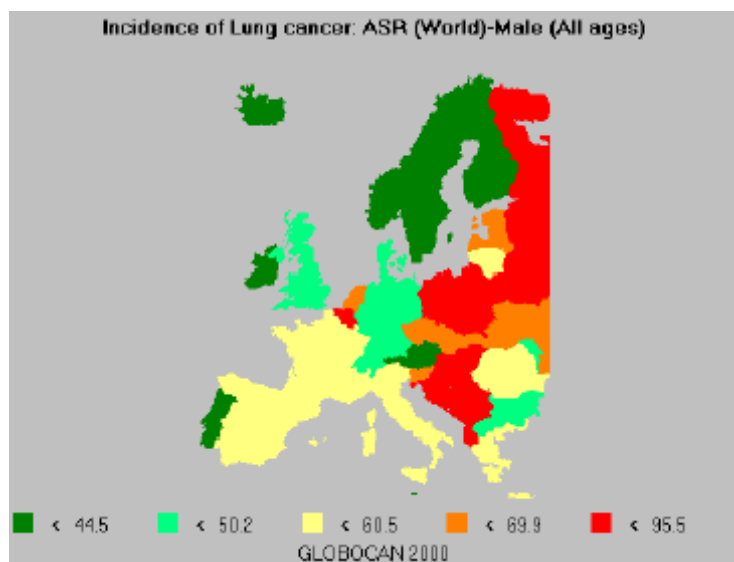 Incidence of Lung cancer: ASR (World)-Male (All ages)
< 44.5 < 50.2 < 60.5 < 69.9 < 95.5
GLOBOCAN 2000